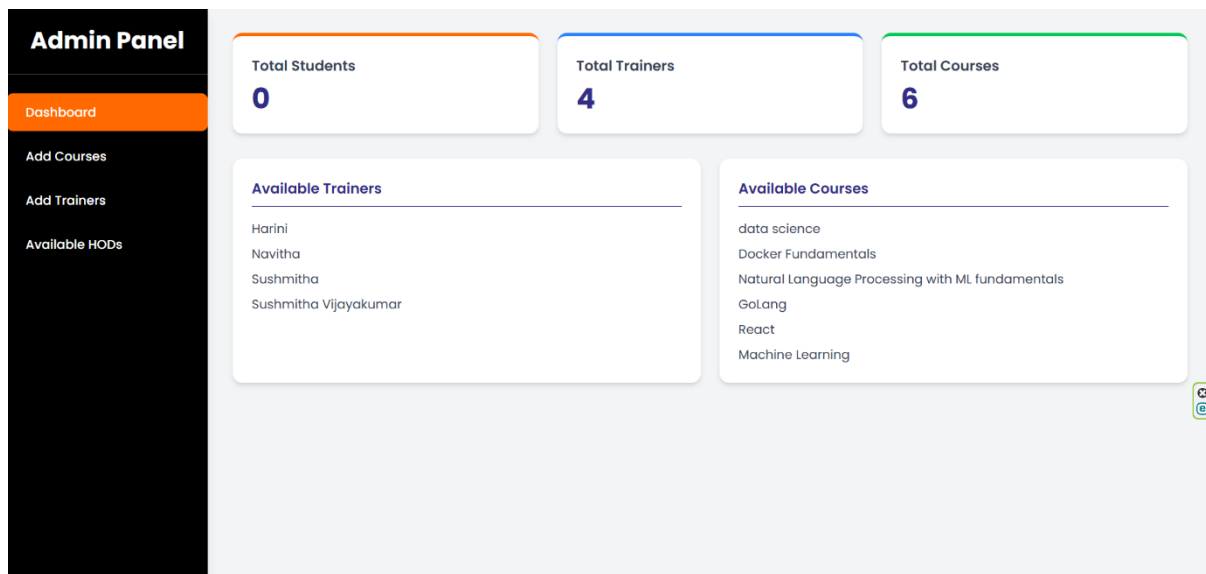 Admin Panel
Dashboard
Add Courses
Add Trainers
Available HODs
Total Students
0
Total Trainers
4
Total Courses
6
Available Trainers
Harini
Navitha
Sushmitha
Sushmitha Vijayakumar
Available Courses
data science
Docker Fundamentals
Natural Language Processing with ML fundamentals
GoLang
React
Machine Learning